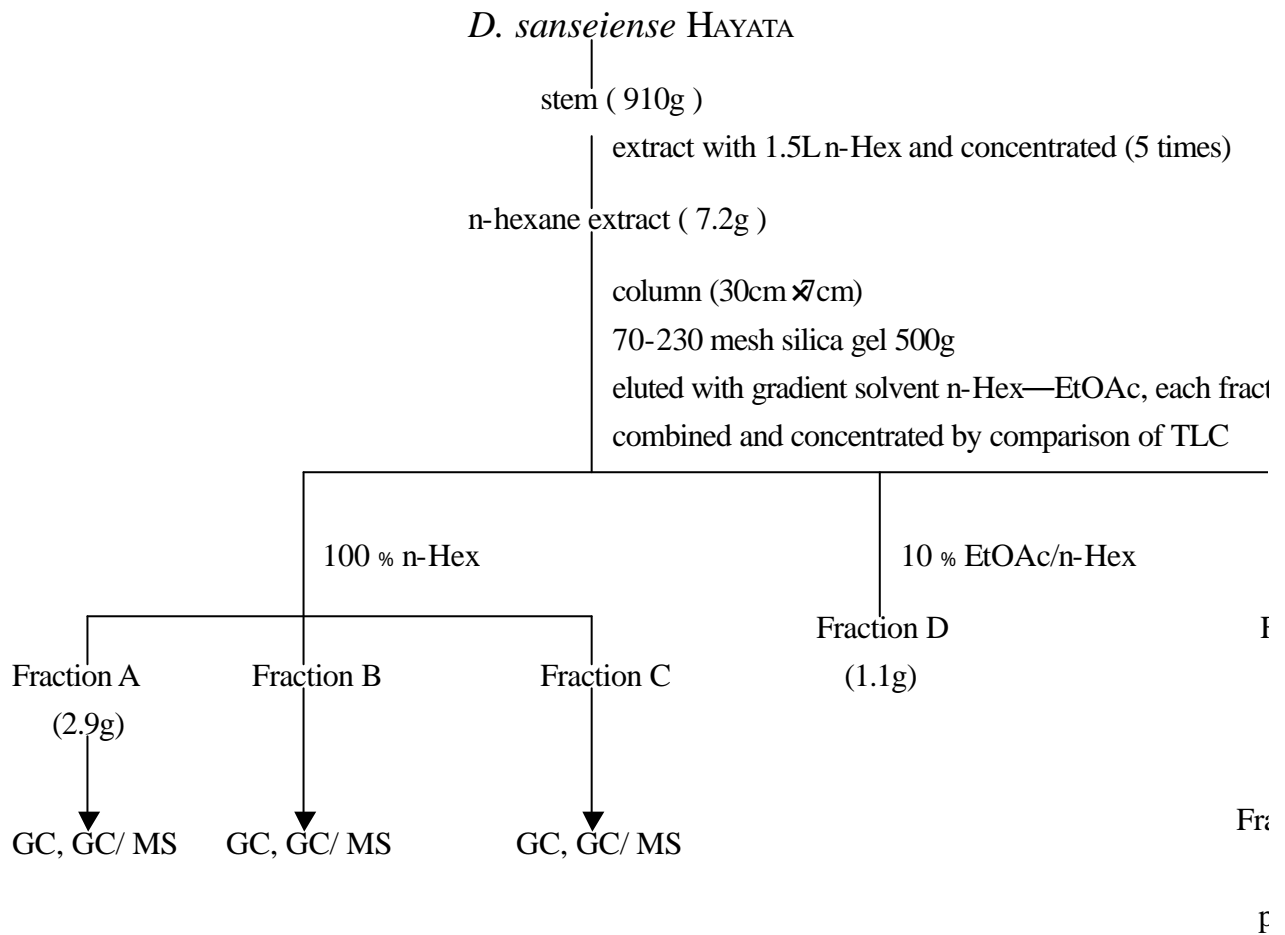 D. sanseiense HAYATA
stem ( 910g )
extract with 1.5L n-Hex and concentrated (5 times)
n-hexane extract ( 7.2g )
column (30cm ×7cm)
70-230 mesh silica gel 500g
eluted with gradient solvent n-Hex—EtOAc, each fract
combined and concentrated by comparison of TLC
100 % n-Hex
10 % EtOAc/n-Hex
Fraction D
Fraction A
Fraction B
Fraction C
(1.1g)
(2.9g)
GC, GC/ MS
GC, GC/ MS
GC, GC/ MS
Fra